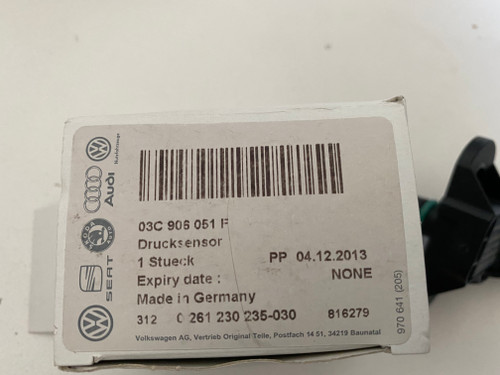 03C 906 051 F
Drucksensor
1 Stueck PP 04.12.2013
Expiry date : NONE
Made in Germany
312 0 261 230 235-030 816279
Volkswagen AG, Vertrieb Original Teile, Postfach 14 51, 34219 Baunatal
970 641 (205)
Nutzfahrzeuge
Audi
SKODA
SEAT